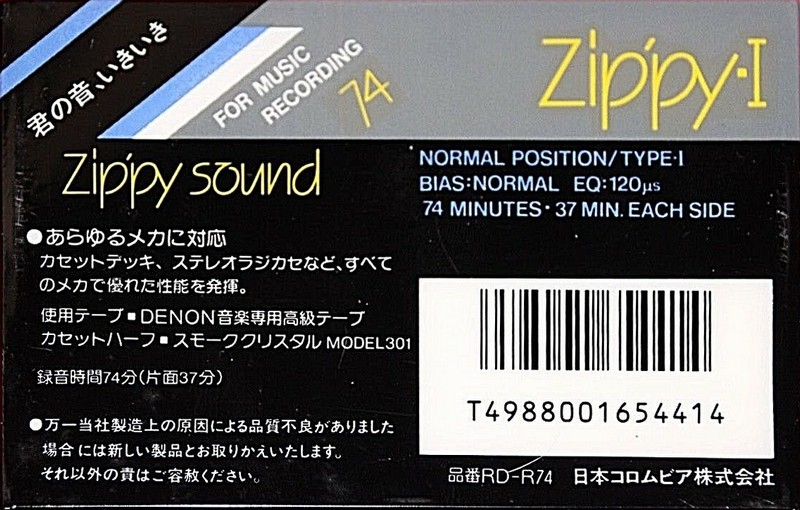 君の音、いきいき
FOR MUSIC
RECORDING
74
Zippy・I
Zippy sound
NORMAL POSITION/TYPE・I
BIAS:NORMAL EQ:120μs
74 MINUTES・37 MIN. EACH SIDE
●あらゆるメカに対応
カセットデッキ、ステレオラジカセなど、すべて
のメカで優れた性能を発揮。
使用テープ■DENON音楽専用高級テープ
カセットハーフ■スモーククリスタル MODEL301
録音時間74分(片面37分)
●万一当社製造上の原因による品質不良がありました
場合には新しい製品とお取りかえいたします。
それ以外の責はご容赦ください。
T4988001654414
品番RD-R74 日本コロムビア株式会社